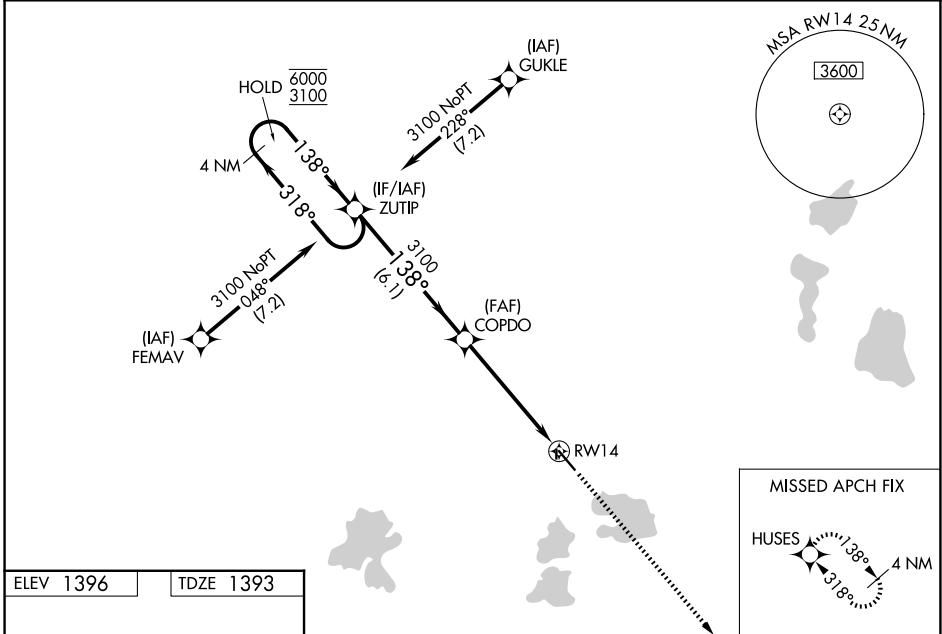 (IAF)
GUKLE
MSA RW14 25 NM
3600
HOLD 6000
3100
3100 NoPT
228°
(7.2)
4 NM
138°
318°
(IF/IAF)
ZUTIP
3100
138°
(6.1)
3100 NoPT
048°
(7.2)
(IAF)
FEMAV
(FAF)
COPDO
RW14
MISSED APCH FIX
HUSES
138°
318°
4 NM
ELEV 1396
TDZE 1393